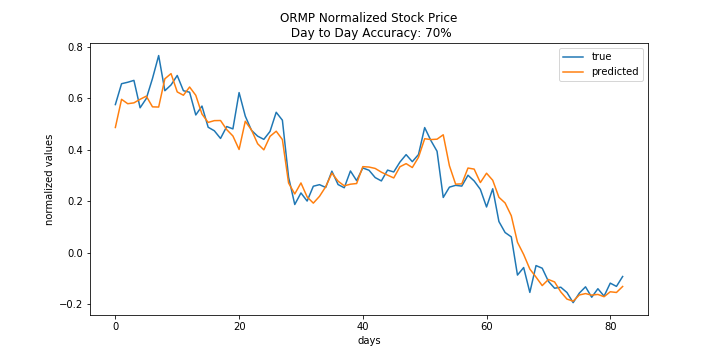 ORMP Normalized Stock Price
Day to Day Accuracy: 70%
true
predicted
normalized values
0.8
0.6
0.4
0.2
0.0
−0.2
0
20
40
60
80
days